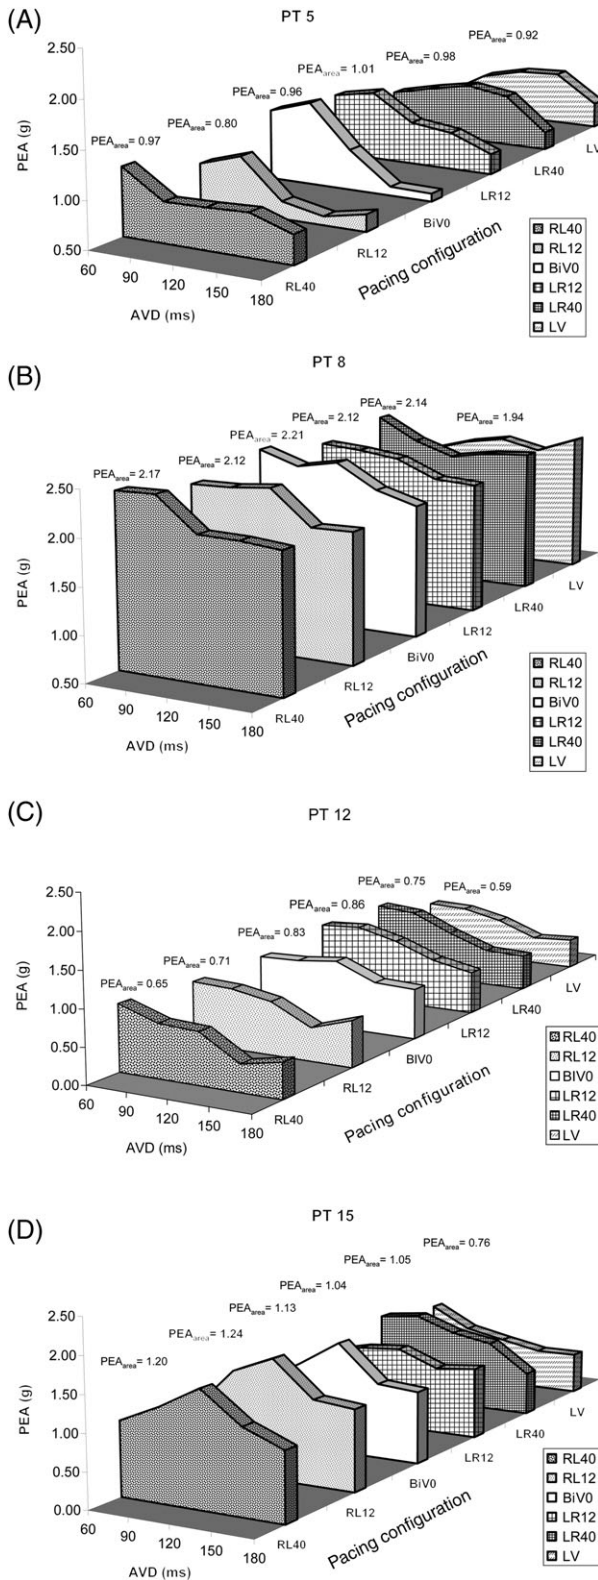 (A)
PT 5
PEAarea= 0.97
PEAarea= 0.80
PEAarea= 0.96
PEAarea= 1.01
PEAarea= 0.98
PEAarea= 0.92
PEA (g)
2.50
2.00
1.50
1.00
0.50
60
90
120
150
180
AVD (ms)
RL40
RL12
BiV0
LR12
LR40
LV
Pacing configuration
RL40
RL12
BiV0
LR12
LR40
LV
(B)
PT 8
PEAarea= 2.17
PEAarea= 2.12
PEAarea= 2.21
PEAarea= 2.12
PEAarea= 2.14
PEAarea= 1.94
PEA (g)
2.50
2.00
1.50
1.00
0.50
60
90
120
150
180
AVD (ms)
RL40
RL12
BiV0
LR12
LR40
LV
Pacing configuration
RL40
RL12
BiV0
LR12
LR40
LV
(C)
PT 12
PEAarea= 0.65
PEAarea= 0.71
PEAarea= 0.83
PEAarea= 0.86
PEAarea= 0.75
PEAarea= 0.59
PEA (g)
2.50
2.00
1.50
1.00
0.50
0.00
60
90
120
150
180
AVD (ms)
RL40
RL12
BIV0
LR12
LR40
LV
Pacing configuration
RL40
RL12
BIV0
LR12
LR40
LV
(D)
PT 15
PEAarea= 1.20
PEAarea= 1.24
PEAarea= 1.13
PEAarea= 1.04
PEAarea= 1.05
PEAarea= 0.76
PEA (g)
2.50
2.00
1.50
1.00
0.50
0.00
60
90
120
150
180
AVD (ms)
RL40
RL12
BiV0
LR12
LR40
LV
Pacing configuration
RL40
RL12
BiV0
LR12
LR40
LV